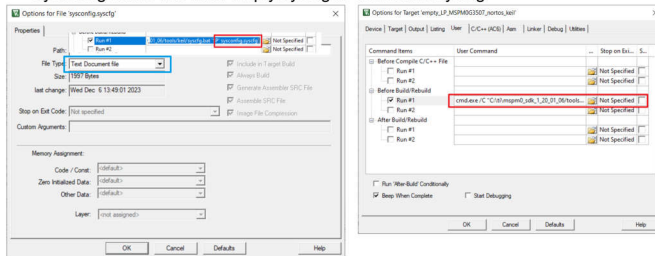 Options for File 'sysconfig.syscfg'
Properties
Run #1
_01_06/tools/keil/syscfg.bat
sysconfig.syscfg
Not Specified
Run #2
Not Specified
Path:
File Type: Text Document file
Include in Target Build
Size: 1597 Bytes
Always Build
last change: Wed Dec 6 13:49:01 2023
Generate Assembler SRC File
Assemble SRC File
Stop on Exit Code: Not specified
Image File Compression
Custom Arguments:
Memory Assignment:
Code / Const: <default>
Zero Initialized Data: <default>
Other Data: <default>
Layer: <not assigned>
OK Cancel Defaults Help
Options for Target 'empty_LP_MSPM0G3507_nortos_keil'
Device Target Output Listing User C/C++ (AC6) Asm Linker Debug Utilities
Command Items User Command ... Stop on Exi... S...
Before Compile C/C++ File
Run #1 Not Specified
Run #2 Not Specified
Before Build/Rebuild
Run #1 cmd.exe /C "C:\ti\mspm0_sdk_1_20_01_06/tools... Not Specified
Run #2 Not Specified
After Build/Rebuild
Run #1 Not Specified
Run #2 Not Specified
Run 'After-Build' Conditionally
Beep When Complete Start Debugging
OK Cancel Defaults Help